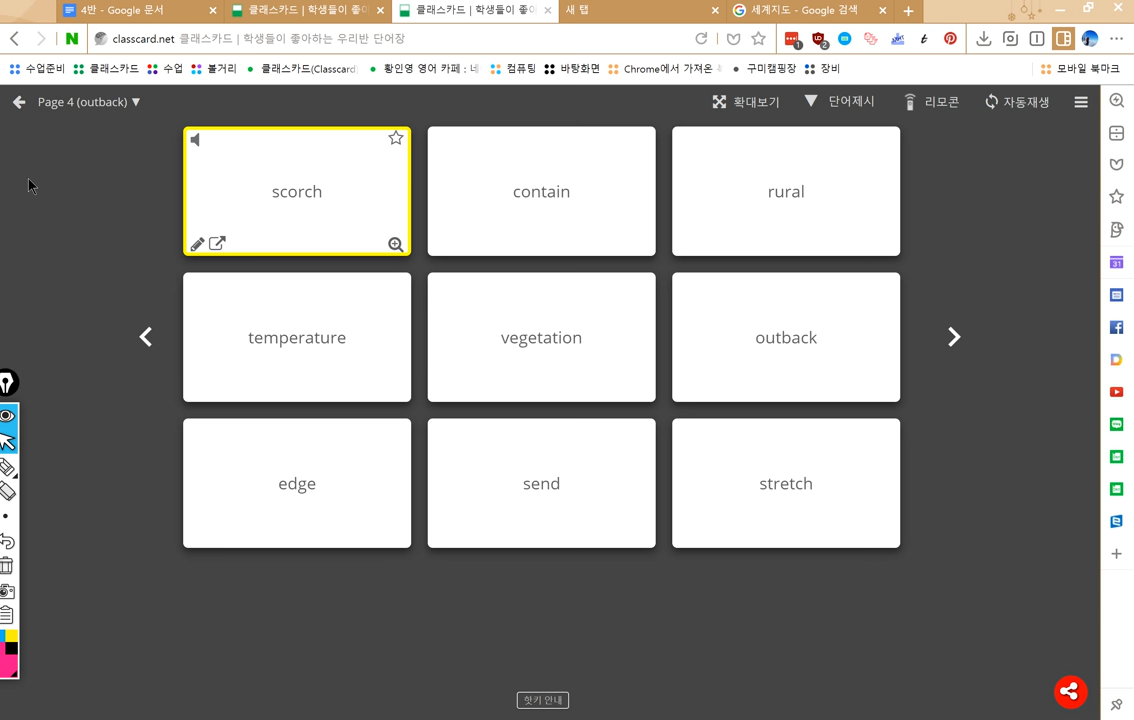 4반 - Google 문서
클래스카드 | 학생들이 좋아
클래스카드 | 학생들이 좋아
새 탭
세계지도 - Google 검색
classcard.net 클래스카드 | 학생들이 좋아하는 우리반 단어장
수업준비 클래스카드 수업 볼거리 클래스카드(Classcard 황인영 영어 카페 ; 네 컴퓨팅 바탕화면 Chrome에서 가져온 구미캠핑장 장비 모바일 북마크
Page 4 (outback) ▼
확대보기 단어제시 리모콘 자동재생
scorch
contain
rural
temperature
vegetation
outback
edge
send
stretch
핫키 안내